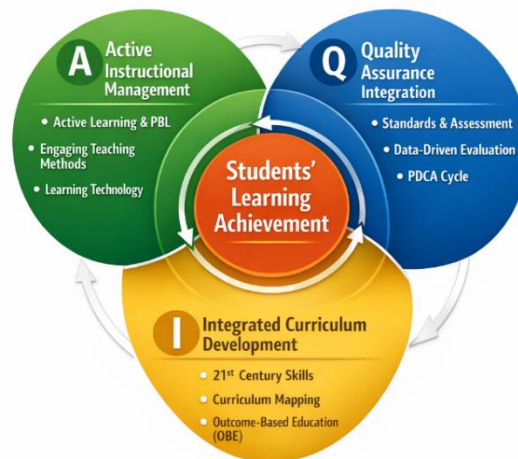 A
Active
Instructional
Management
• Active Learning & PBL
• Engaging Teaching
Methods
• Learning Technology
Q
Quality
Assurance
Integration
• Standards & Assessment
• Data-Driven Evaluation
• PDCA Cycle
Students'
Learning
Achievement
I
Integrated Curriculum
Development
• 21st Century Skills
• Curriculum Mapping
• Outcome-Based Education
(OBE)